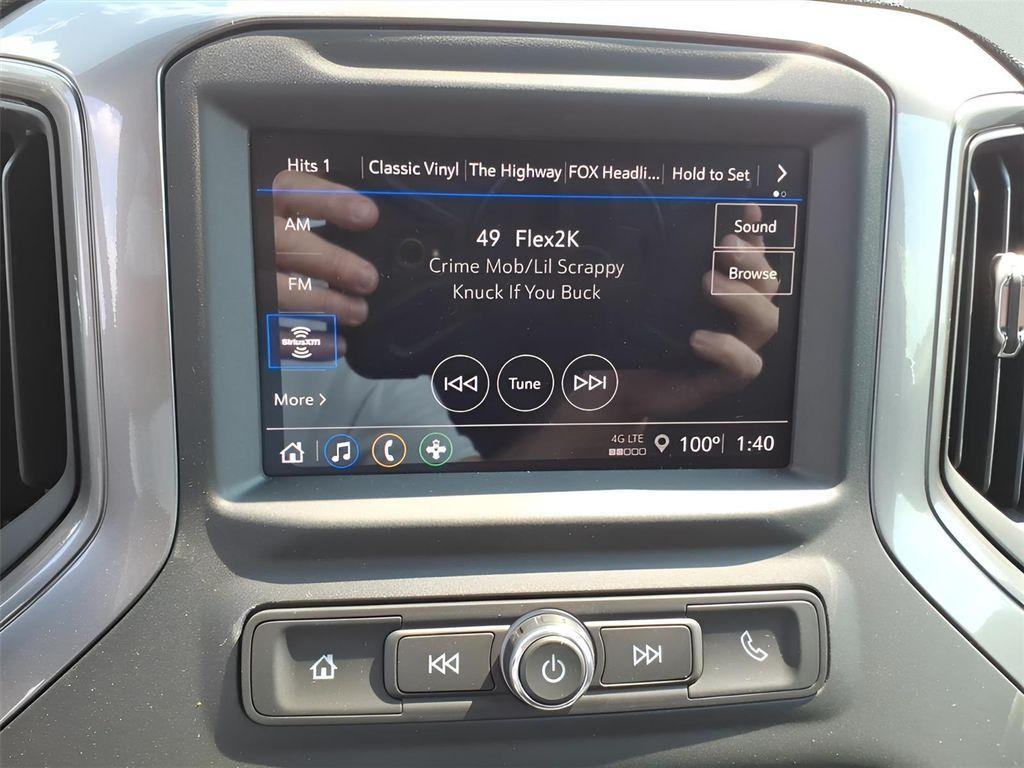 Hits 1 Classic Vinyl The Highway FOX Headli... Hold to Set
AM
FM
SiriusXM
More
49 Flex2K
Crime Mob/Lil Scrappy
Knuck If You Buck
Sound
Browse
Tune
4G LTE
100° 1:40